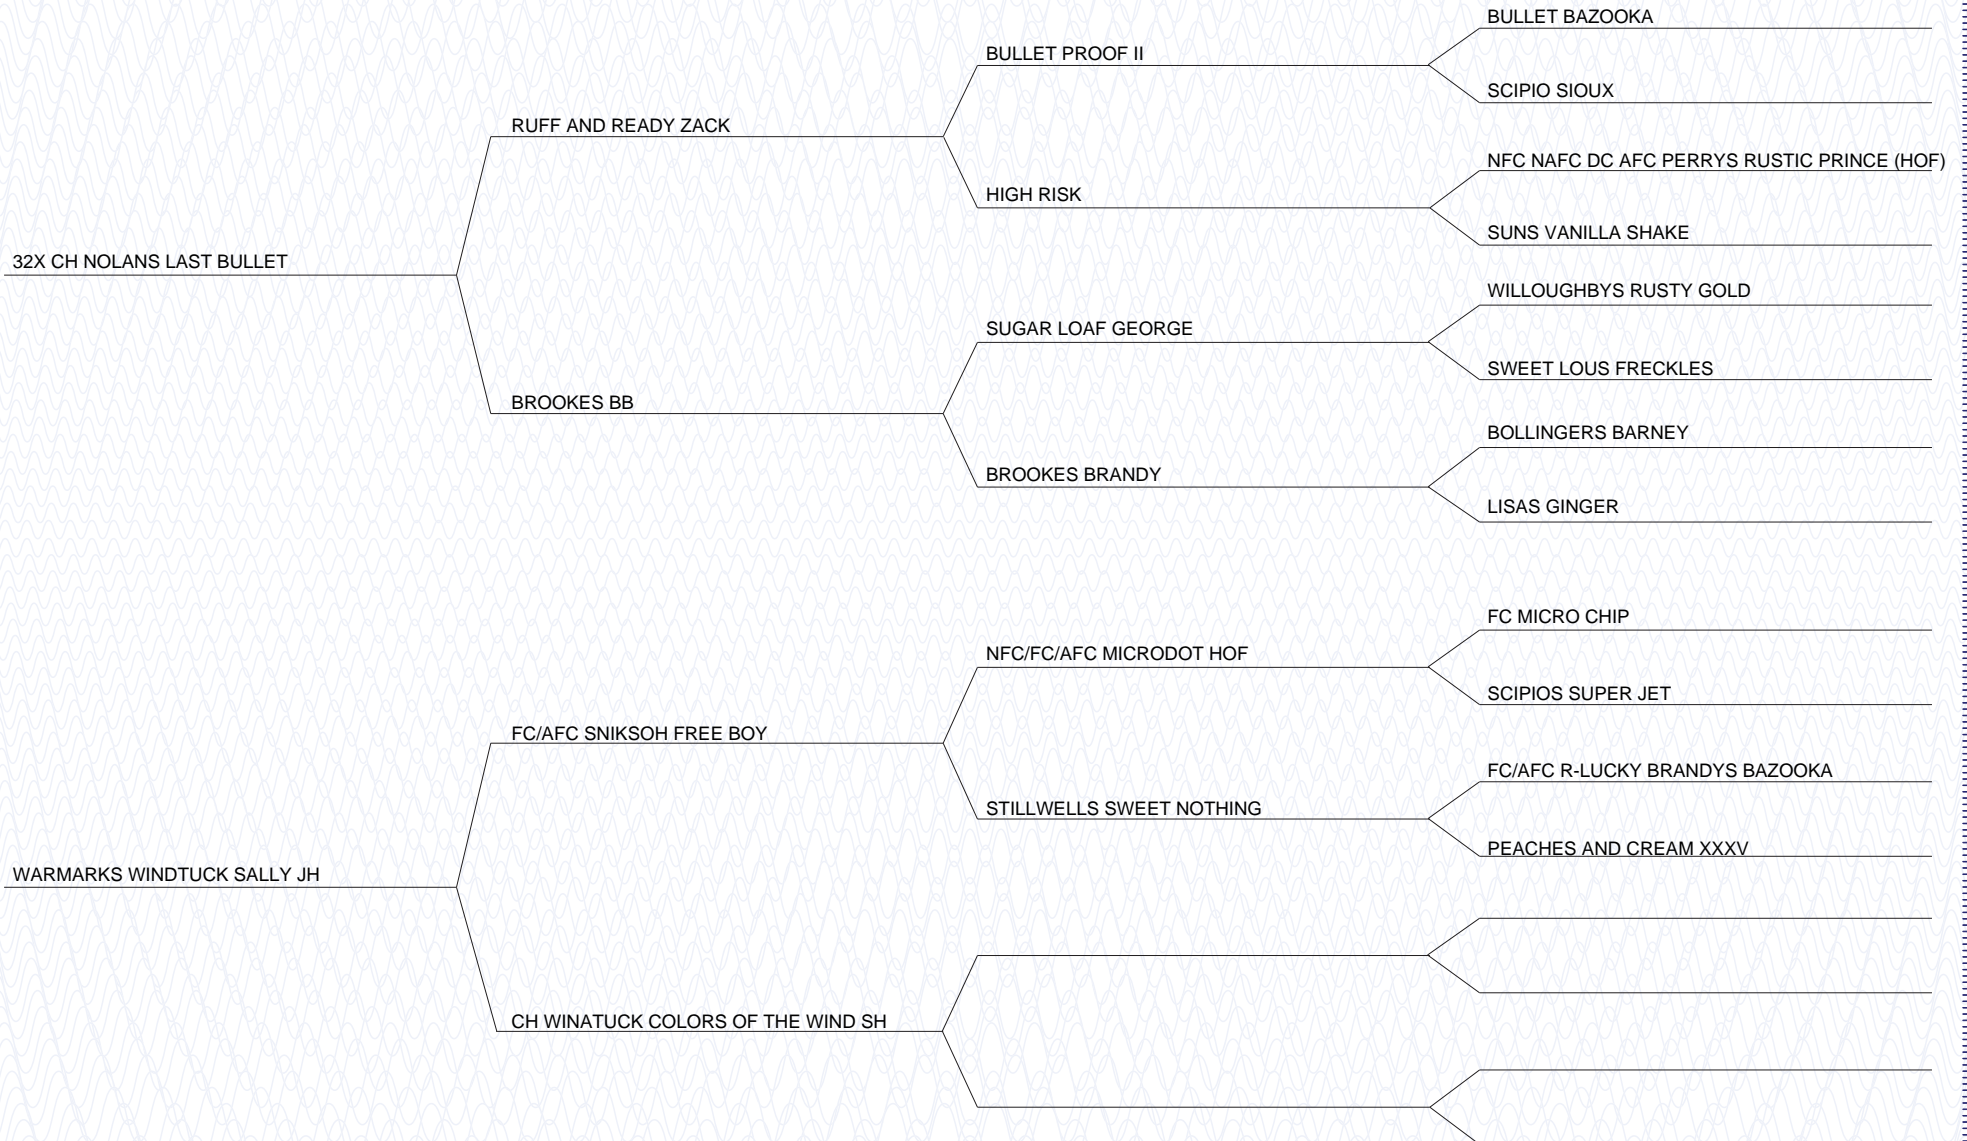 BULLET BAZOOKA
BULLET PROOF II
SCIPIO SIOUX
RUFF AND READY ZACK
NFC NAFC DC AFC PERRYS RUSTIC PRINCE (HOF)
HIGH RISK
SUNS VANILLA SHAKE
32X CH NOLANS LAST BULLET
WILLOUGHBYS RUSTY GOLD
SUGAR LOAF GEORGE
SWEET LOUS FRECKLES
BROOKES BB
BOLLINGERS BARNEY
BROOKES BRANDY
LISAS GINGER
FC MICRO CHIP
NFC/FC/AFC MICRODOT HOF
SCIPIOS SUPER JET
FC/AFC SNIKSOH FREE BOY
FC/AFC R-LUCKY BRANDYS BAZOOKA
STILLWELLS SWEET NOTHING
PEACHES AND CREAM XXXV
WARMARKS WINDTUCK SALLY JH
CH WINATUCK COLORS OF THE WIND SH